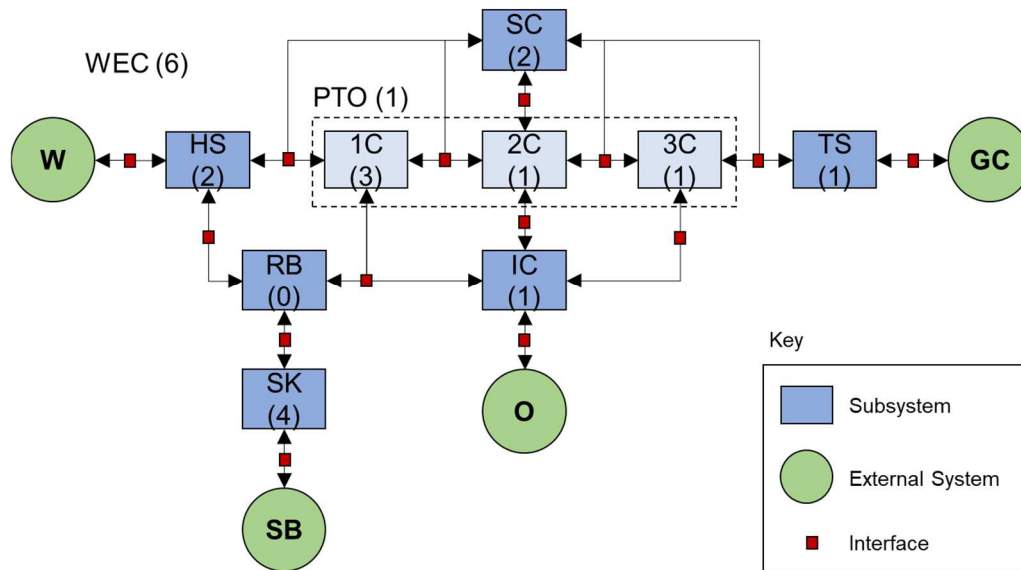 SC
(2)
WEC (6)
PTO (1)
W
HS
(2)
1C
(3)
2C
(1)
3C
(1)
TS
(1)
GC
RB
(0)
IC
(1)
SK
(4)
O
SB
Key
Subsystem
External System
Interface